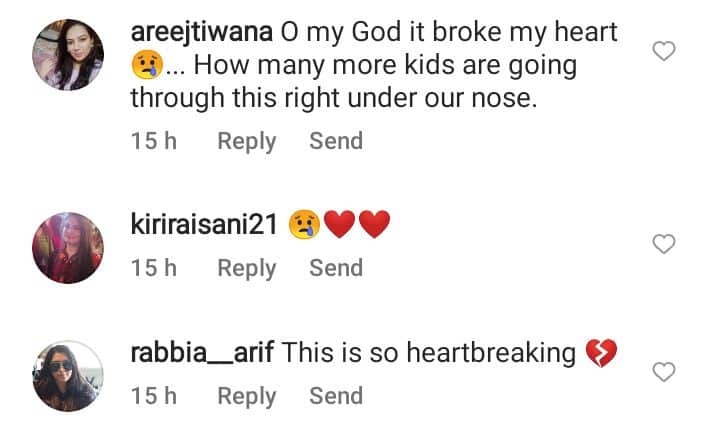 areejtiwana O my God it broke my heart
😢... How many more kids are going
through this right under our nose.
15 h Reply Send
kiriraisani21 😢❤️❤️
15 h Reply Send
rabbia__arif This is so heartbreaking 💔
15 h Reply Send